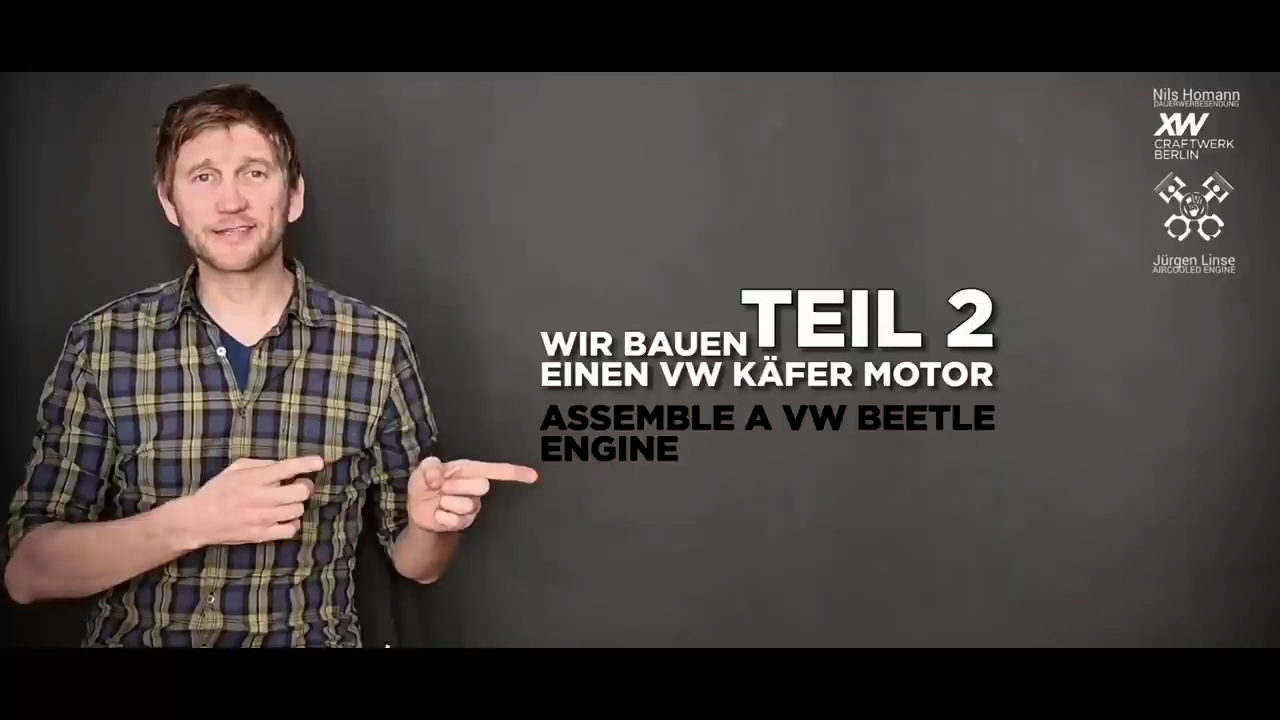 Nils Homann
DAUERWERBESENDUNG
XW
CRAFTWERK
BERLIN
Jürgen Linse
AIRCOOLED ENGINE
TEIL 2
WIR BAUEN
EINEN VW KÄFER MOTOR
ASSEMBLE A VW BEETLE
ENGINE